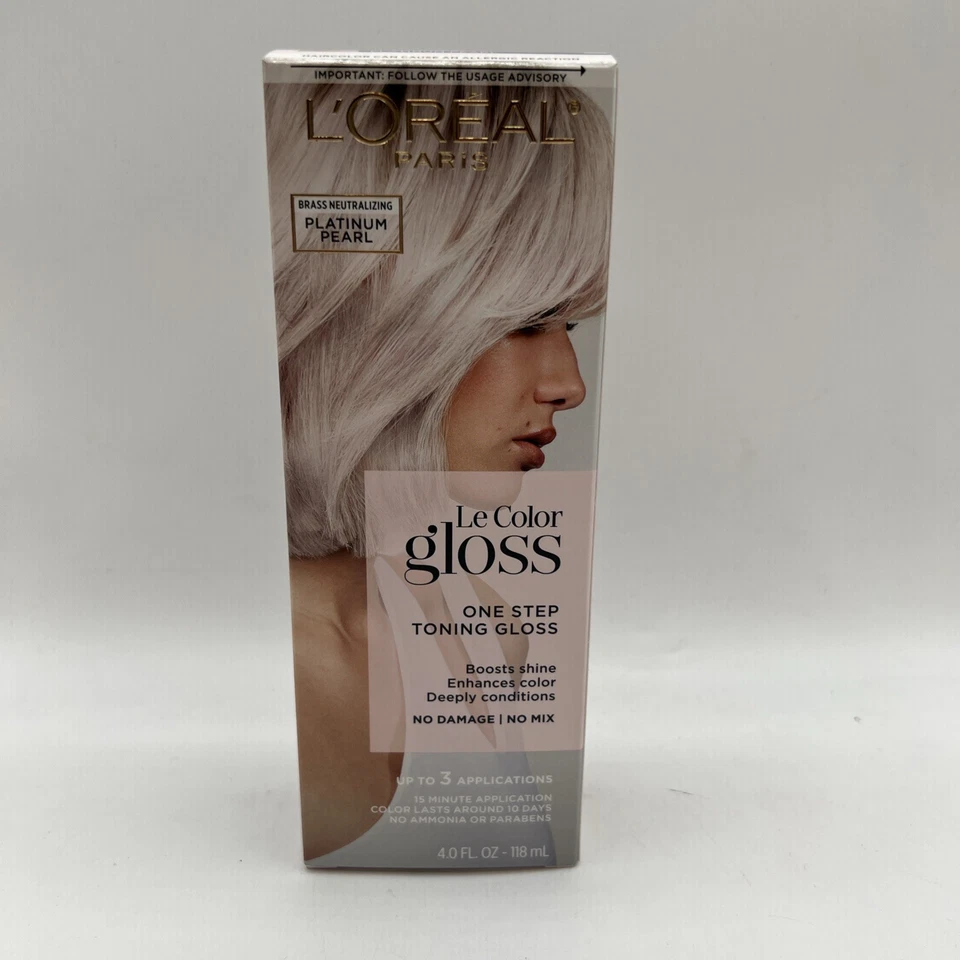 HAIRCOLOR CAN CAUSE AN ALLERGIC REACTION
IMPORTANT: FOLLOW THE USAGE ADVISORY
L'ORÉAL®
PARIS
BRASS NEUTRALIZING
PLATINUM
PEARL
Le Color
gloss
ONE STEP
TONING GLOSS
Boosts shine
Enhances color
Deeply conditions
NO DAMAGE | NO MIX
UP TO 3 APPLICATIONS
15 MINUTE APPLICATION
COLOR LASTS AROUND 10 DAYS
NO AMMONIA OR PARABENS
4.0 FL. OZ - 118 mL